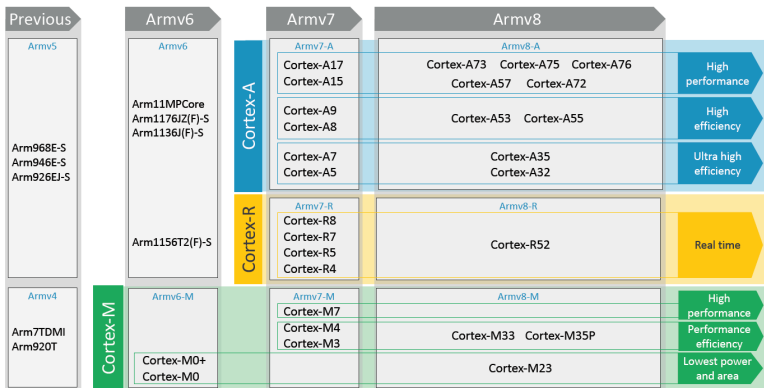 Previous
Armv6
Armv7
Armv8
Armv5
Arm968E-S
Arm946E-S
Arm926EJ-S
Armv6
Arm11MPCore
Arm1176JZ(F)-S
Arm1136J(F)-S
Arm1156T2(F)-S
Cortex-A
Armv7-A
Armv8-A
Cortex-A17
Cortex-A15
Cortex-A73 Cortex-A75 Cortex-A76
Cortex-A57 Cortex-A72
High
performance
Cortex-A9
Cortex-A8
Cortex-A53 Cortex-A55
High
efficiency
Cortex-A7
Cortex-A5
Cortex-A35
Cortex-A32
Ultra high
efficiency
Cortex-R
Armv7-R
Armv8-R
Cortex-R8
Cortex-R7
Cortex-R5
Cortex-R4
Cortex-R52
Real time
Armv4
Arm7TDMI
Arm920T
Cortex-M
Armv6-M
Armv7-M
Armv8-M
Cortex-M7
High
performance
Cortex-M4
Cortex-M3
Cortex-M33 Cortex-M35P
Performance
efficiency
Cortex-M0+
Cortex-M0
Cortex-M23
Lowest power
and area